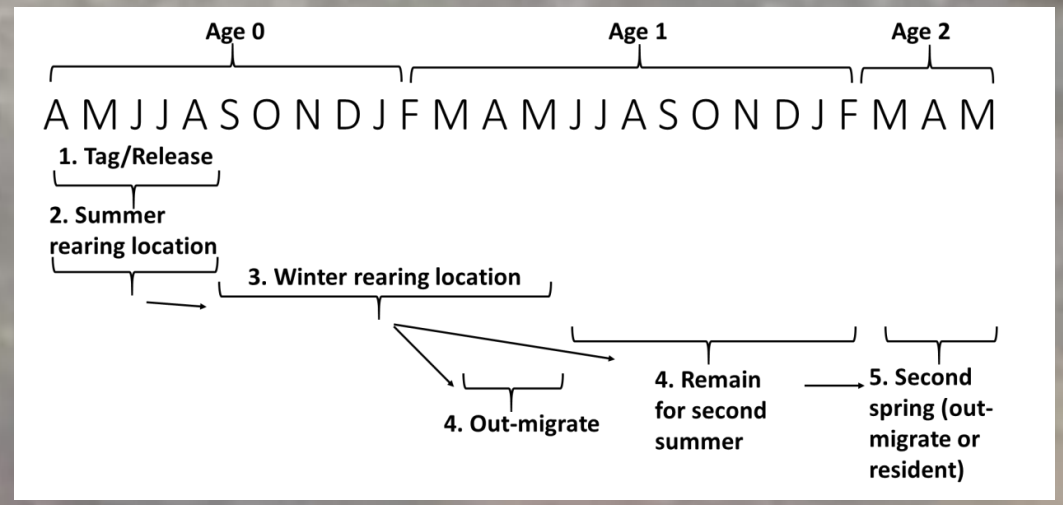 Age 0 Age 1 Age 2
A M J J A S O N D J F M A M J J A S O N D J F M A M
1. Tag/Release
2. Summer
rearing location
3. Winter rearing location
4. Out-migrate
4. Remain
for second
summer
5. Second
spring (out-
migrate or
resident)